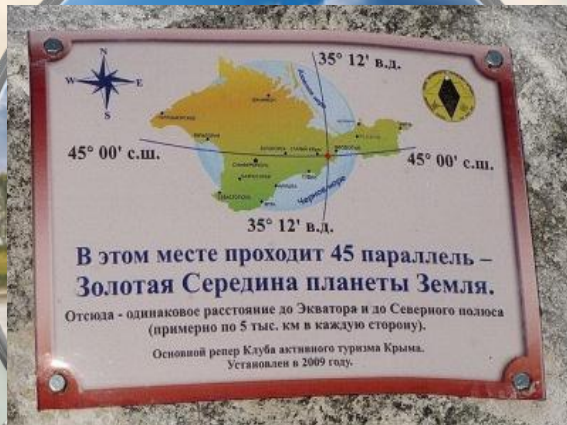 N
35° 12' в.д.
W
E
S
45° 00' с.ш.
45° 00' с.ш.
Черное море
35° 12' в.д.
В этом месте проходит 45 параллель –
Золотая Середина планеты Земля.
Отсюда - одинаковое расстояние до Экватора и до Северного полюса
(примерно по 5 тыс. км в каждую сторону).
Основной репер Клуба активного туризма Крыма.
Установлен в 2009 году.